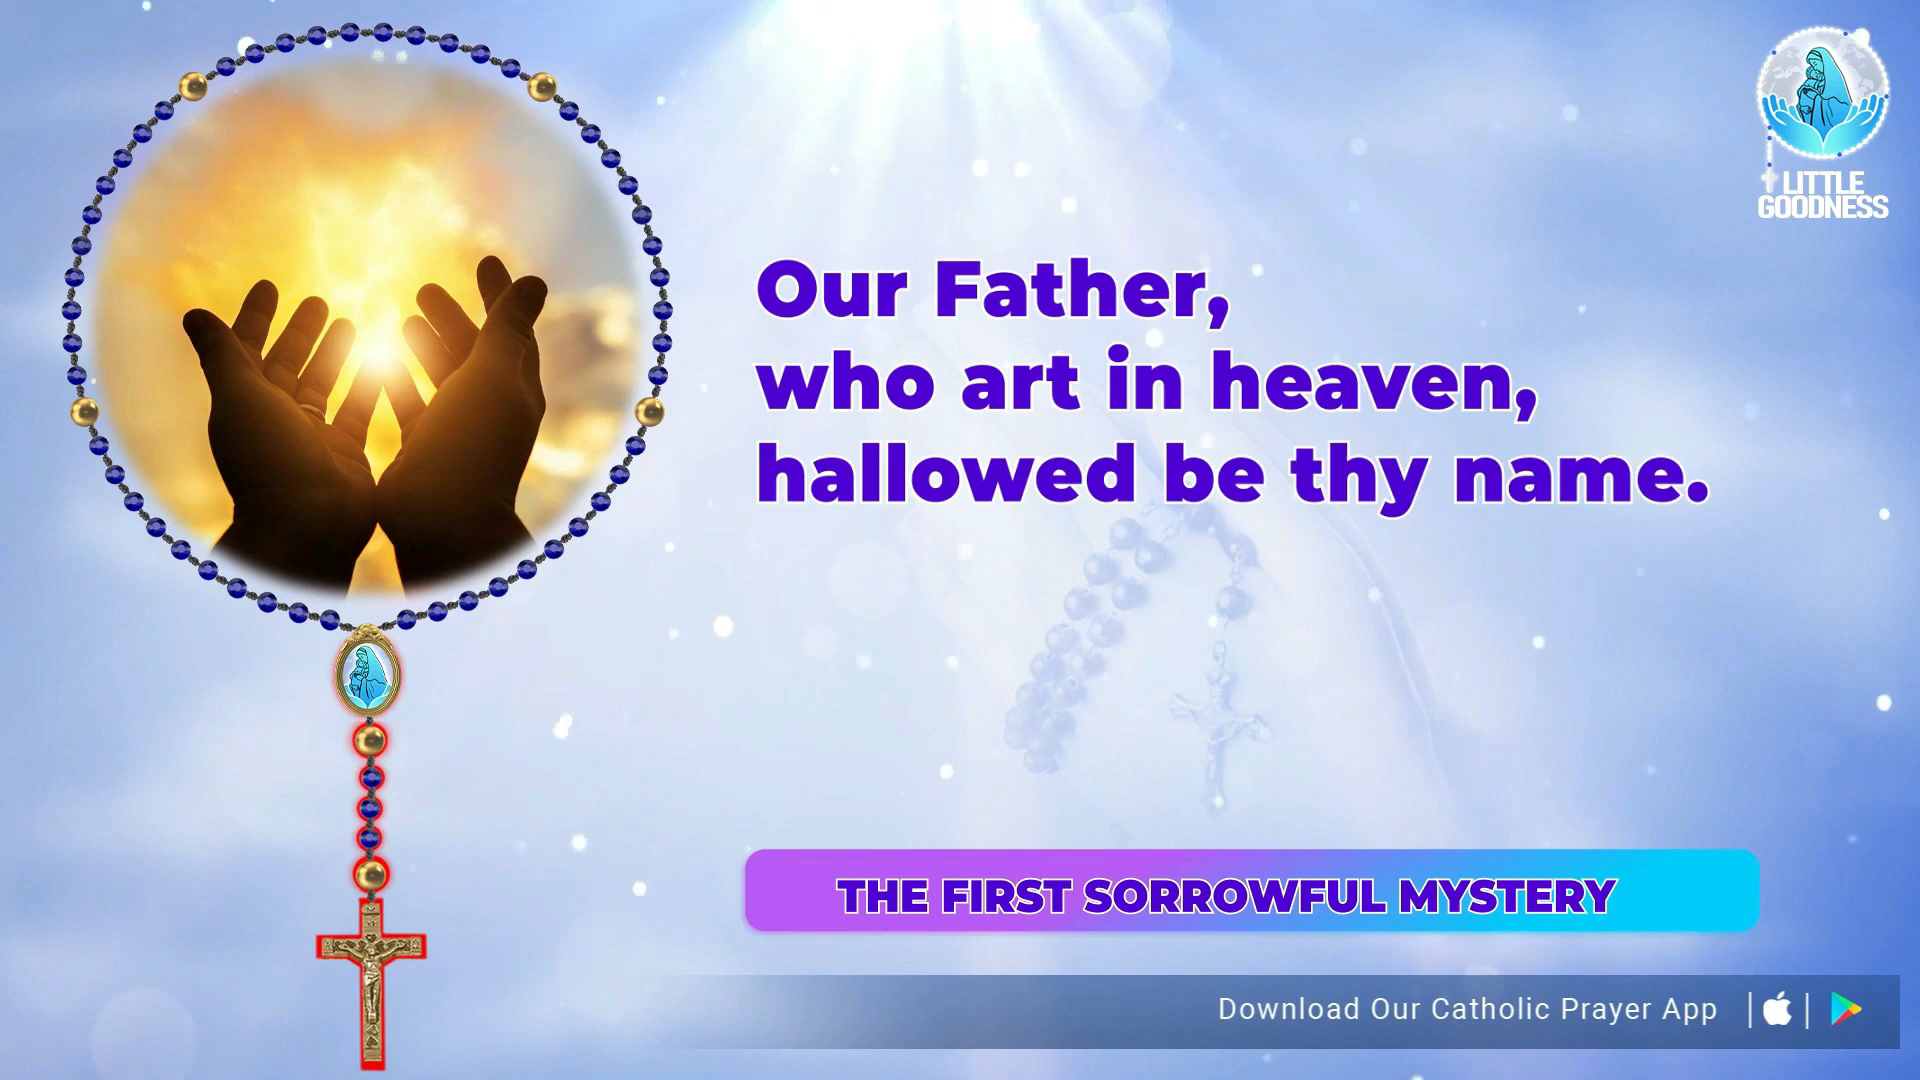 LITTLE
GOODNESS
Our Father,
who art in heaven,
hallowed be thy name.
THE FIRST SORROWFUL MYSTERY
Download Our Catholic Prayer App